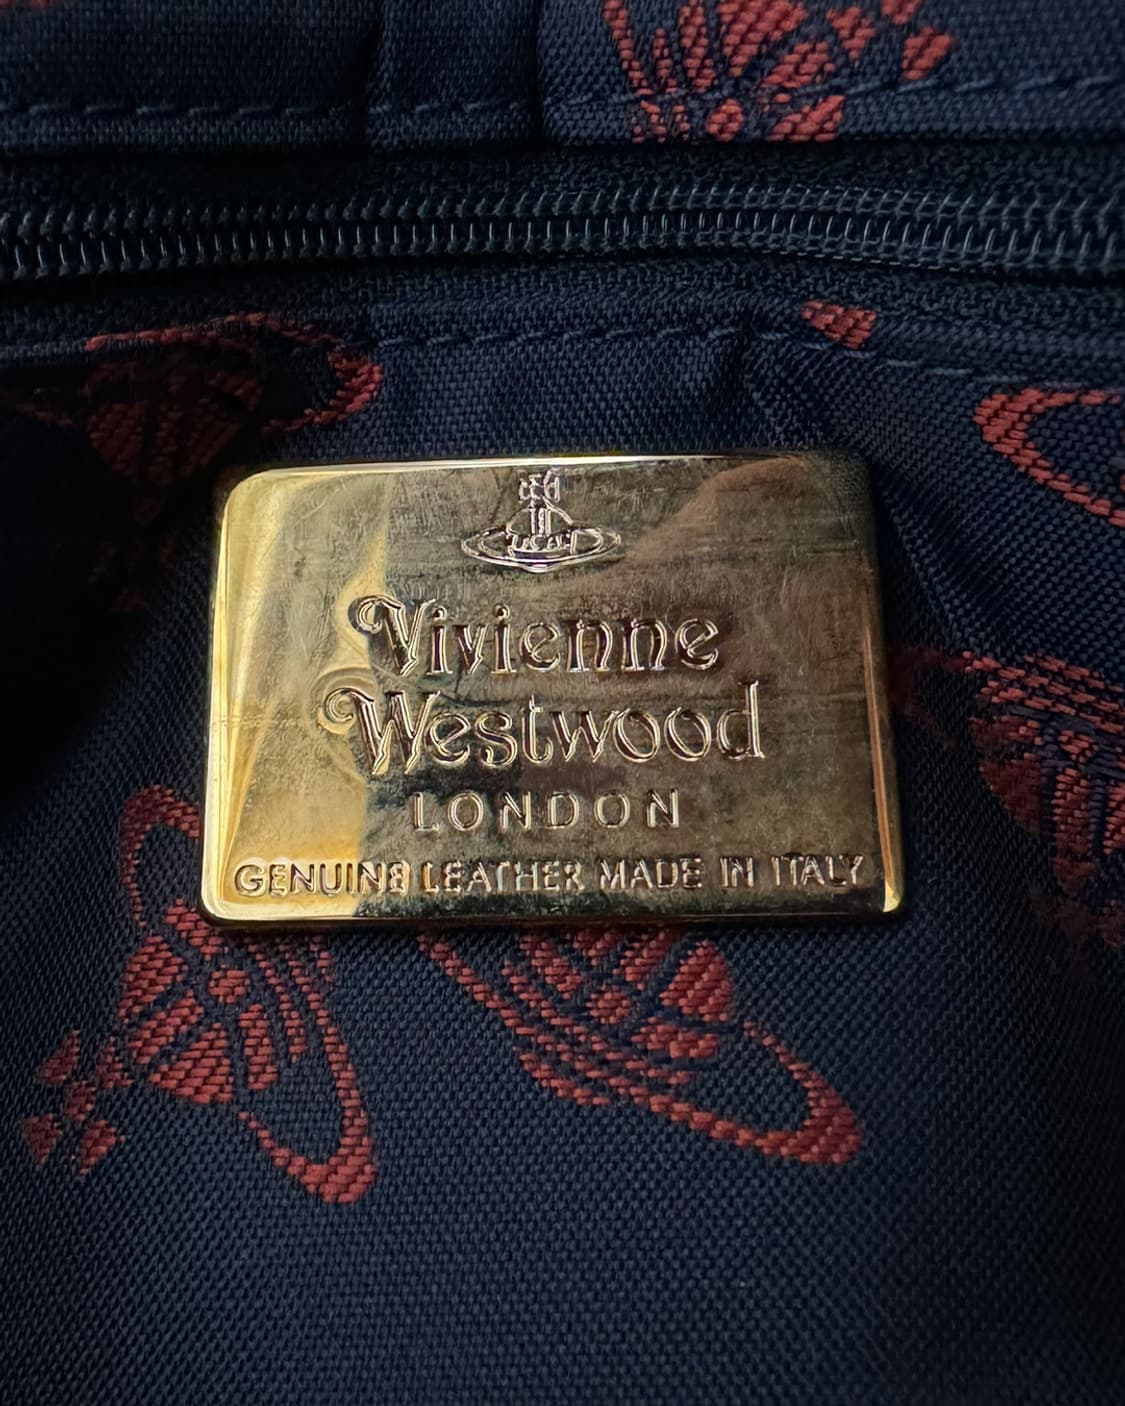 Vivienne
Westwood
LONDON
GENUINE LEATHER MADE IN ITALY